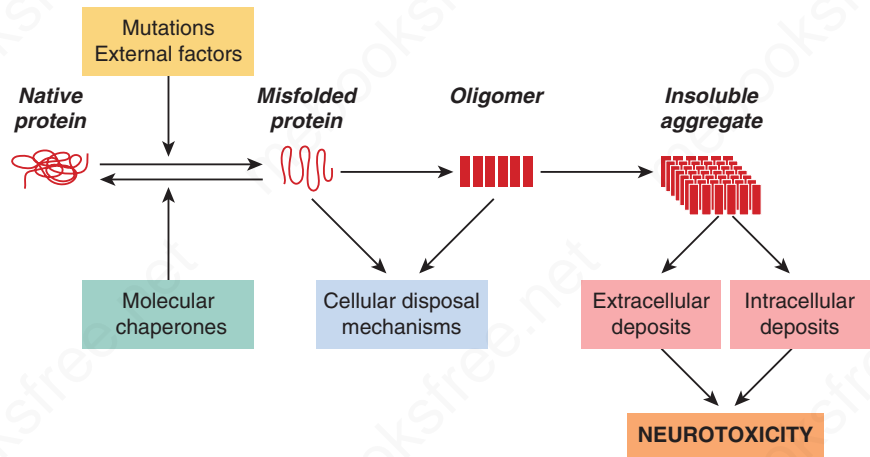 Mutations
External factors
Native
protein
Misfolded
protein
Oligomer
Insoluble
aggregate
Molecular
chaperones
Cellular disposal
mechanisms
Extracellular
deposits
Intracellular
deposits
NEUROTOXICITY